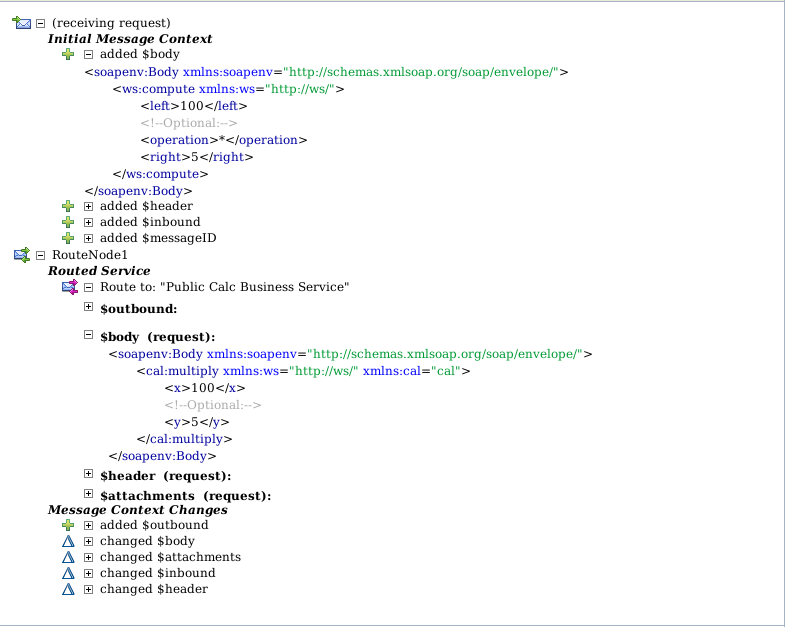 (receiving request)
Initial Message Context
added $body
<soapenv:Body xmlns:soapenv="http://schemas.xmlsoap.org/soap/envelope/">
<ws:compute xmlns:ws="http://ws/">
<left>100</left>
<!--Optional:-->
<operation>*</operation>
<right>5</right>
</ws:compute>
</soapenv:Body>
added $header
added $inbound
added $messageID
RouteNode1
Routed Service
Route to: "Public Calc Business Service"
$outbound:
$body (request):
<soapenv:Body xmlns:soapenv="http://schemas.xmlsoap.org/soap/envelope/">
<cal:multiply xmlns:ws="http://ws/" xmlns:cal="cal">
<x>100</x>
<!--Optional:-->
<y>5</y>
</cal:multiply>
</soapenv:Body>
$header (request):
$attachments (request):
Message Context Changes
added $outbound
changed $body
changed $attachments
changed $inbound
changed $header